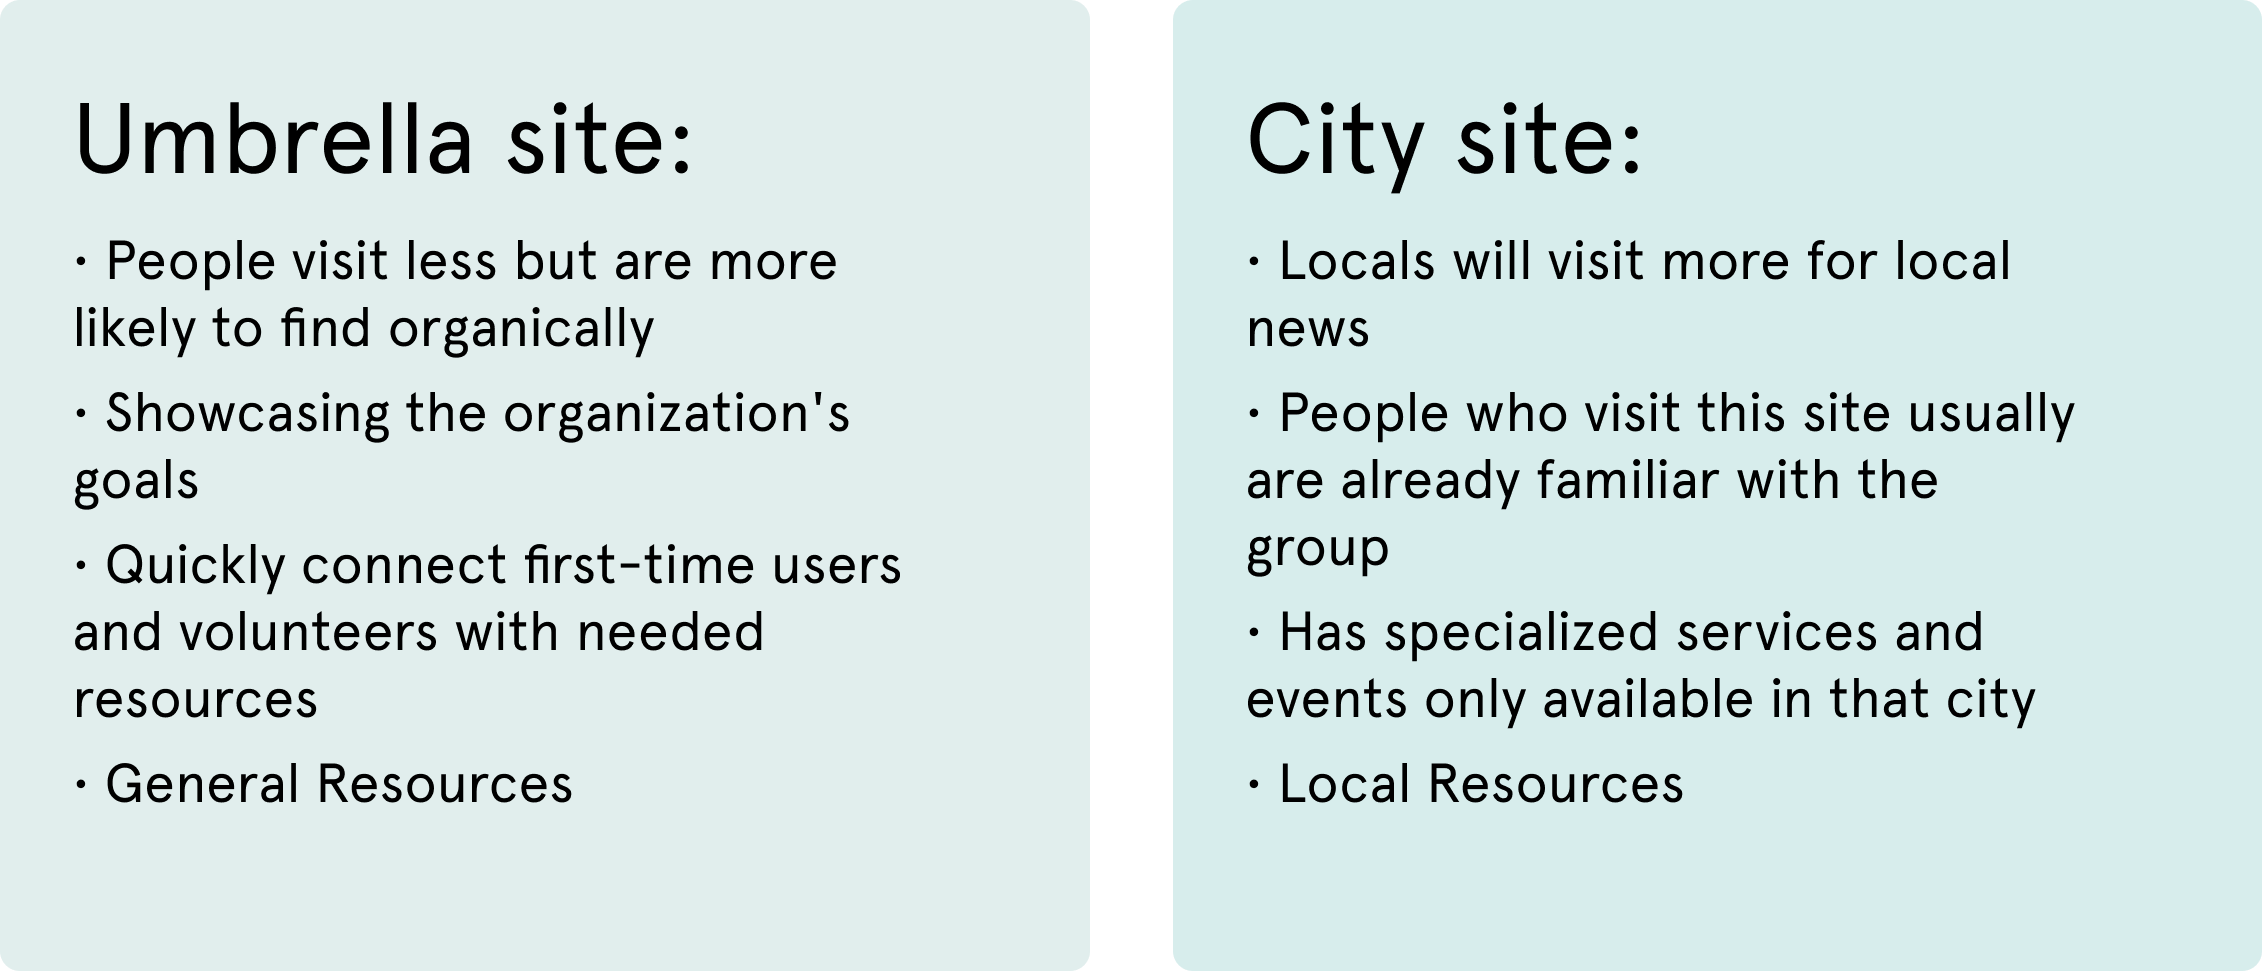 Umbrella site:
· People visit less but are more
likely to find organically
· Showcasing the organization's
goals
· Quickly connect first-time users
and volunteers with needed
resources
· General Resources
City site:
· Locals will visit more for local
news
· People who visit this site usually
are already familiar with the
group
· Has specialized services and
events only available in that city
· Local Resources